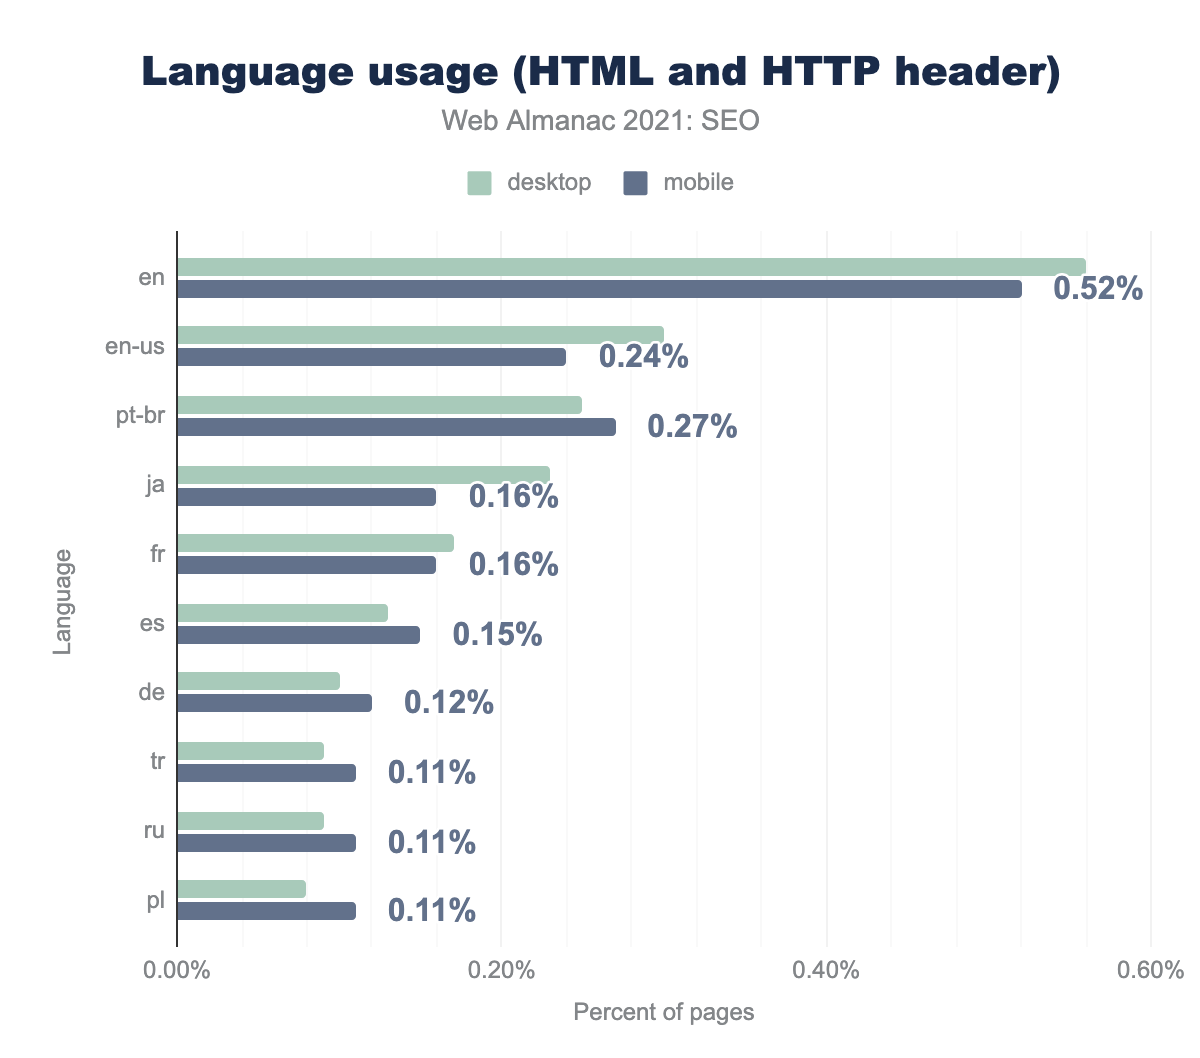 Language usage (HTML and HTTP header)
Web Almanac 2021: SEO
desktop
mobile
en
0.52%
en-us
0.24%
pt-br
0.27%
ja
0.16%
fr
0.16%
es
0.15%
de
0.12%
tr
0.11%
ru
0.11%
pl
0.11%
Language
0.00%
0.20%
0.40%
0.60%
Percent of pages